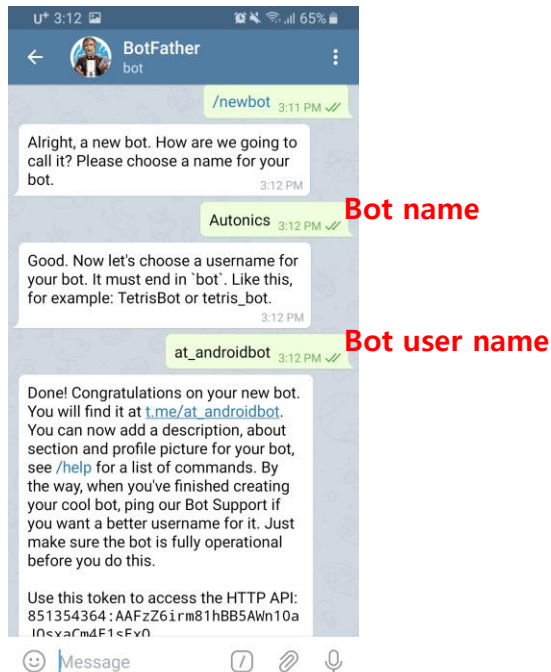 U+ 3:12 65%
BotFather
bot
/newbot 3:11 PM
Alright, a new bot. How are we going to
call it? Please choose a name for your
bot.
3:12 PM
Autonics 3:12 PM
Bot name
Good. Now let's choose a username for
your bot. It must end in `bot`. Like this,
for example: TetrisBot or tetris_bot.
3:12 PM
at_androidbot 3:12 PM
Bot user name
Done! Congratulations on your new bot.
You will find it at t.me/at_androidbot.
You can now add a description, about
section and profile picture for your bot,
see /help for a list of commands. By
the way, when you've finished creating
your cool bot, ping our Bot Support if
you want a better username for it. Just
make sure the bot is fully operational
before you do this.
Use this token to access the HTTP API:
851354364:AAFzZ6irm81hBB5AWn10a
Message